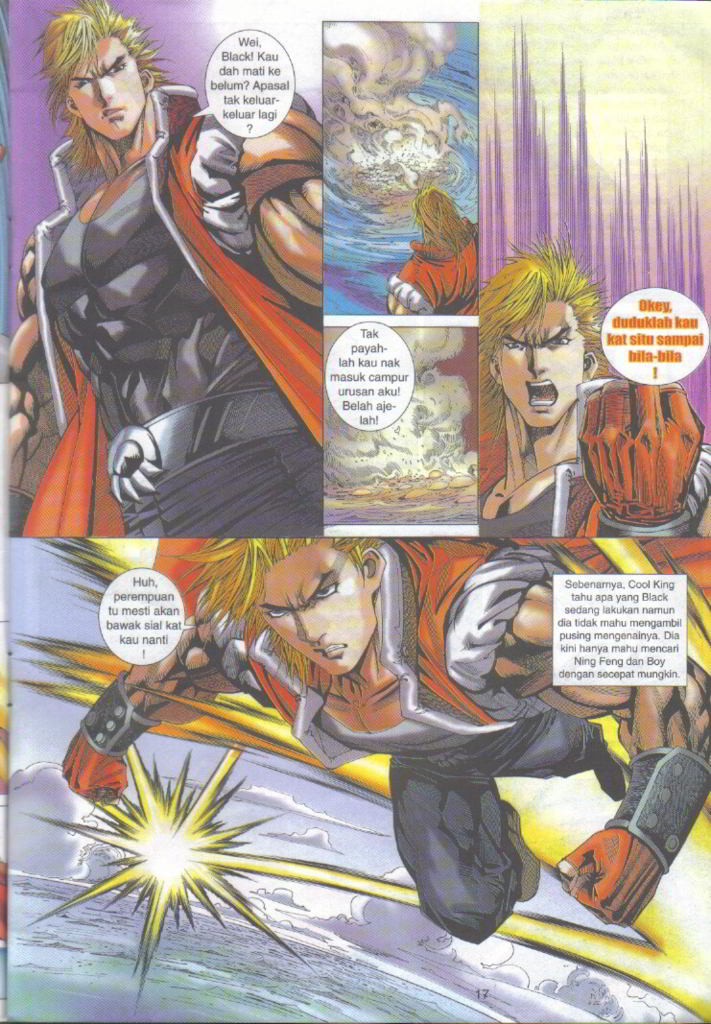 Wei,
Black! Kau
dah mati ke
belum? Apasal
tak keluar-
keluar lagi
?
Tak
payah-
lah kau nak
masuk campur
urusan aku!
Belah aje-
lah!
Okey,
duduklah kau
kat situ sampai
bila-bila
!
Huh,
perempuan
tu mesti akan
bawak sial kat
kau nanti
!
Sebenarnya, Cool King
tahu apa yang Black
sedang lakukan namun
dia tidak mahu mengambil
pusing mengenainya. Dia
kini hanya mahu mencari
Ning Feng dan Boy
dengan secepat mungkin.
17